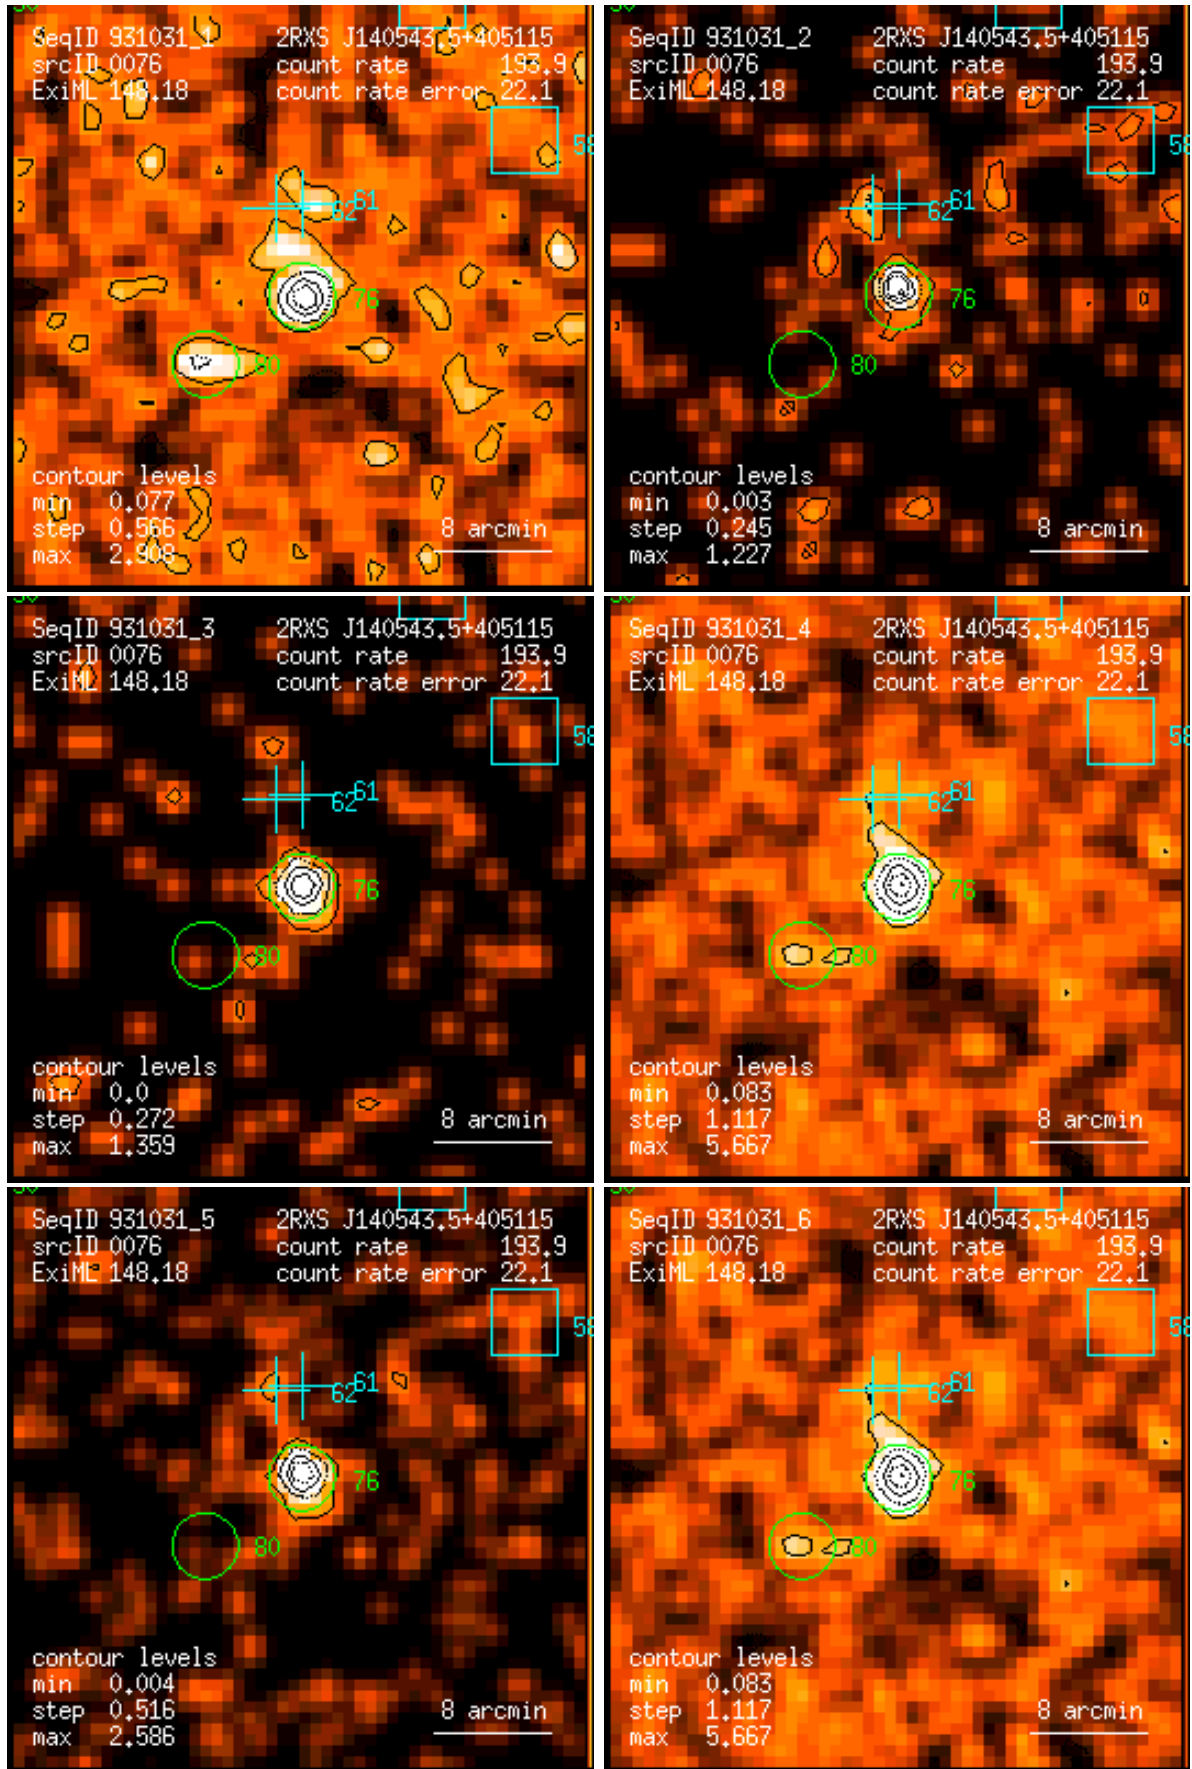 SeqID 931031_1 2RXS J140543.5+405115
srcID 0076 count rate 193.9
ExiML 148.18 count rate error 22.1
58
62 61
76
80
contour levels
min 0.077
step 0.566 8 arcmin
max 2.908
SeqID 931031_2 2RXS J140543.5+405115
srcID 0076 count rate 193.9
ExiML 148.18 count rate error 22.1
58
62 61
76
80
contour levels
min 0.003
step 0.245 8 arcmin
max 1.227
SeqID 931031_3 2RXS J140543.5+405115
srcID 0076 count rate 193.9
ExiML 148.18 count rate error 22.1
58
62 61
76
80
contour levels
min 0.0
step 0.272 8 arcmin
max 1.359
SeqID 931031_4 2RXS J140543.5+405115
srcID 0076 count rate 193.9
ExiML 148.18 count rate error 22.1
58
62 61
76
80
contour levels
min 0.083
step 1.117 8 arcmin
max 5.667
SeqID 931031_5 2RXS J140543.5+405115
srcID 0076 count rate 193.9
ExiML 148.18 count rate error 22.1
58
62 61
76
80
contour levels
min 0.004
step 0.516 8 arcmin
max 2.586
SeqID 931031_6 2RXS J140543.5+405115
srcID 0076 count rate 193.9
ExiML 148.18 count rate error 22.1
58
62 61
76
80
contour levels
min 0.083
step 1.117 8 arcmin
max 5.667